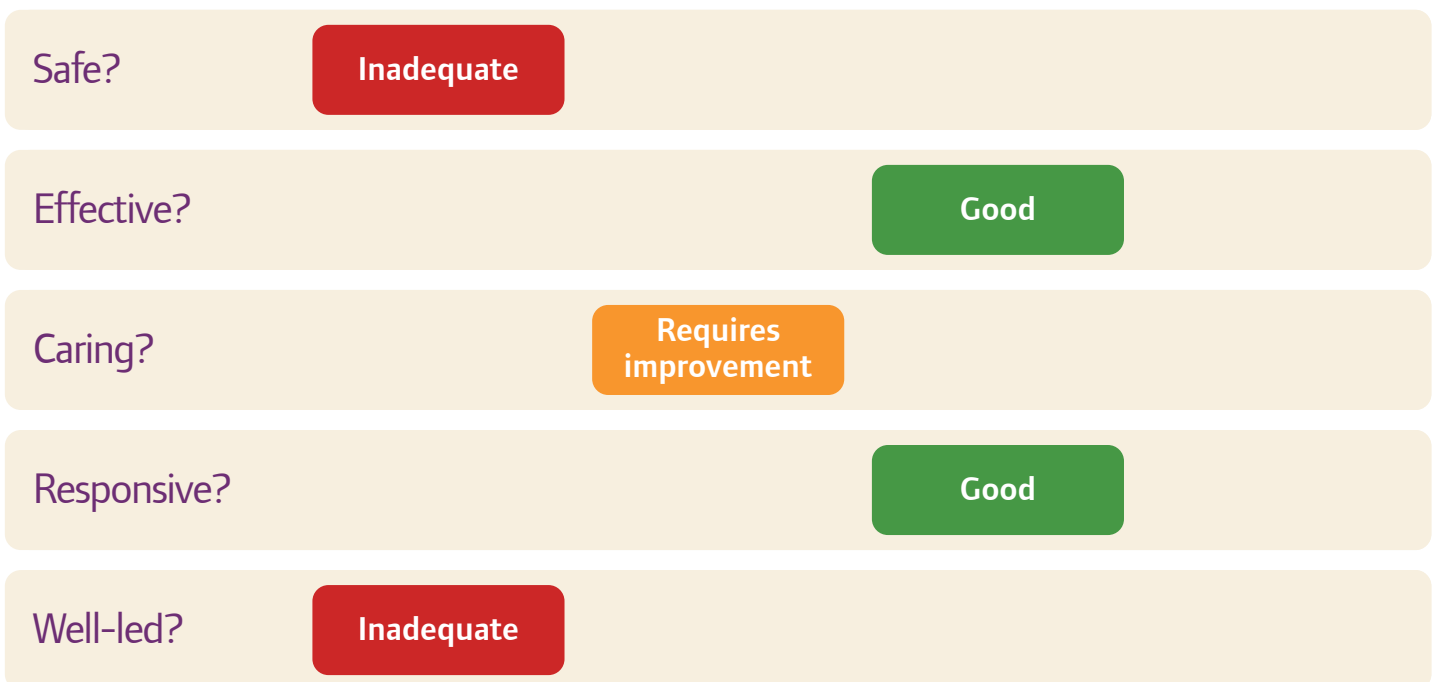 Safe?
Inadequate
Effective?
Good
Caring?
Requires
improvement
Responsive?
Good
Well-led?
Inadequate